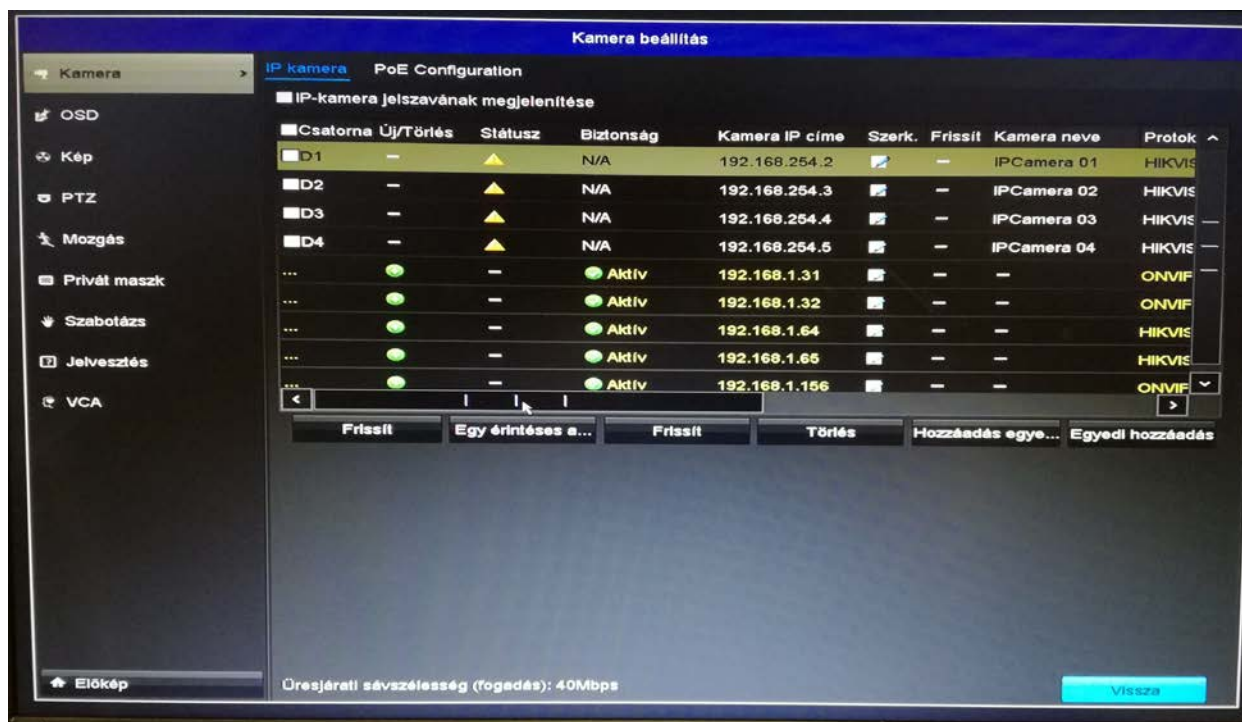 Kamera beállítás
Kamera
OSD
Kép
PTZ
Mozgás
Privát maszk
Szabotázs
Jelvesztés
VCA
Előkép
IP kamera PoE Configuration
IP-kamera jelszavának megjelenítése
Csatorna Új/Törlés Státusz Biztonság Kamera IP címe Szerk. Frissít Kamera neve Protok
D1 N/A 192.168.254.2 IPCamera 01 HIKVIS
D2 N/A 192.168.254.3 IPCamera 02 HIKVIS
D3 N/A 192.168.254.4 IPCamera 03 HIKVIS
D4 N/A 192.168.254.5 IPCamera 04 HIKVIS
... Aktív 192.168.1.31 ONVIF
... Aktív 192.168.1.32 ONVIF
... Aktív 192.168.1.64 HIKVIS
... Aktív 192.168.1.65 HIKVIS
... Aktív 192.168.1.156 ONVIF
Frissít Egy érintéses a... Frissít Törlés Hozzáadás egye... Egyedi hozzáadás
Üresjárati sávszélesség (fogadás): 40Mbps
Vissza